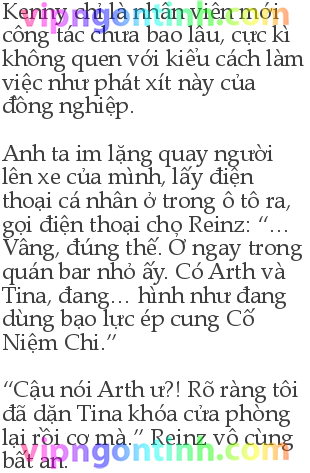 Kenny chỉ là nhân viên mới
công tác chưa bao lâu, cực kì
không quen với kiểu cách làm
việc như phát xít này của
đồng nghiệp.
Anh ta im lặng quay người
lên xe của mình, lấy điện
thoại cá nhân ở trong ô tô ra,
gọi điện thoại cho Reinz: “...
Vâng, đúng thế. Ở ngay trong
quán bar nhỏ ấy. Có Arth và
Tina, đang... hình như đang
dùng bạo lực ép cung Cố
Niệm Chi.”
“Cậu nói Arth ư?! Rõ ràng tôi
đã dặn Tina khóa cửa phòng
lại rồi cơ mà.” Reinz vô cùng
bất an.
vipngontinh.com
vipngontinh.com